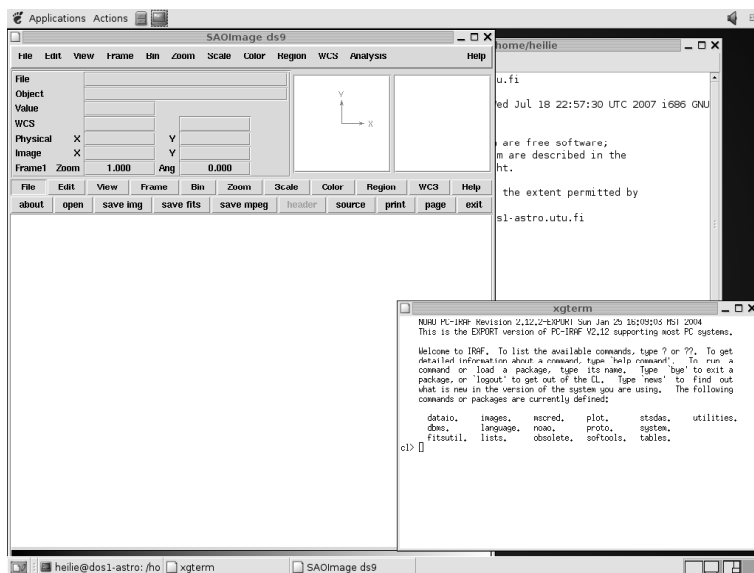 Applications Actions
SAOImage ds9
File Edit View Frame Bin Zoom Scale Color Region WCS Analysis Help
File
Object
Value
WCS
Physical X Y
Image X Y
Frame1 Zoom 1.000 Ang 0.000
Y
X
File Edit View Frame Bin Zoom Scale Color Region WCS Help
about open save img save fits save mpeg header source print page exit
home/heilie
u.fi
ed Jul 18 22:57:30 UTC 2007 i686 GNU
are free software;
m are described in the
ht.
the extent permitted by
s1-astro.utu.fi
xgterm
NOAO PC-IRAF Revision 2.12.2-EXPORT Sun Jan 25 16:09:03 MST 2004
This is the EXPORT version of PC-IRAF V2.12 supporting most PC systems.
Welcome to IRAF. To list the available commands, type ? or ??. To get
detailed information about a command, type `help command'. To run a
command or load a package, type its name. Type `bye' to exit a
package, or `logout' to get out of the CL. Type `news' to find out
what is new in the version of the system you are using. The following
commands or packages are currently defined:
dataio. images. mscred. plot. stsdas. utilities.
dbms. language. noao. proto. system.
fitsutil. lists. obsolete. softools. tables.
cl>
heilie@dos1-astro: /ho xgterm SAOImage ds9